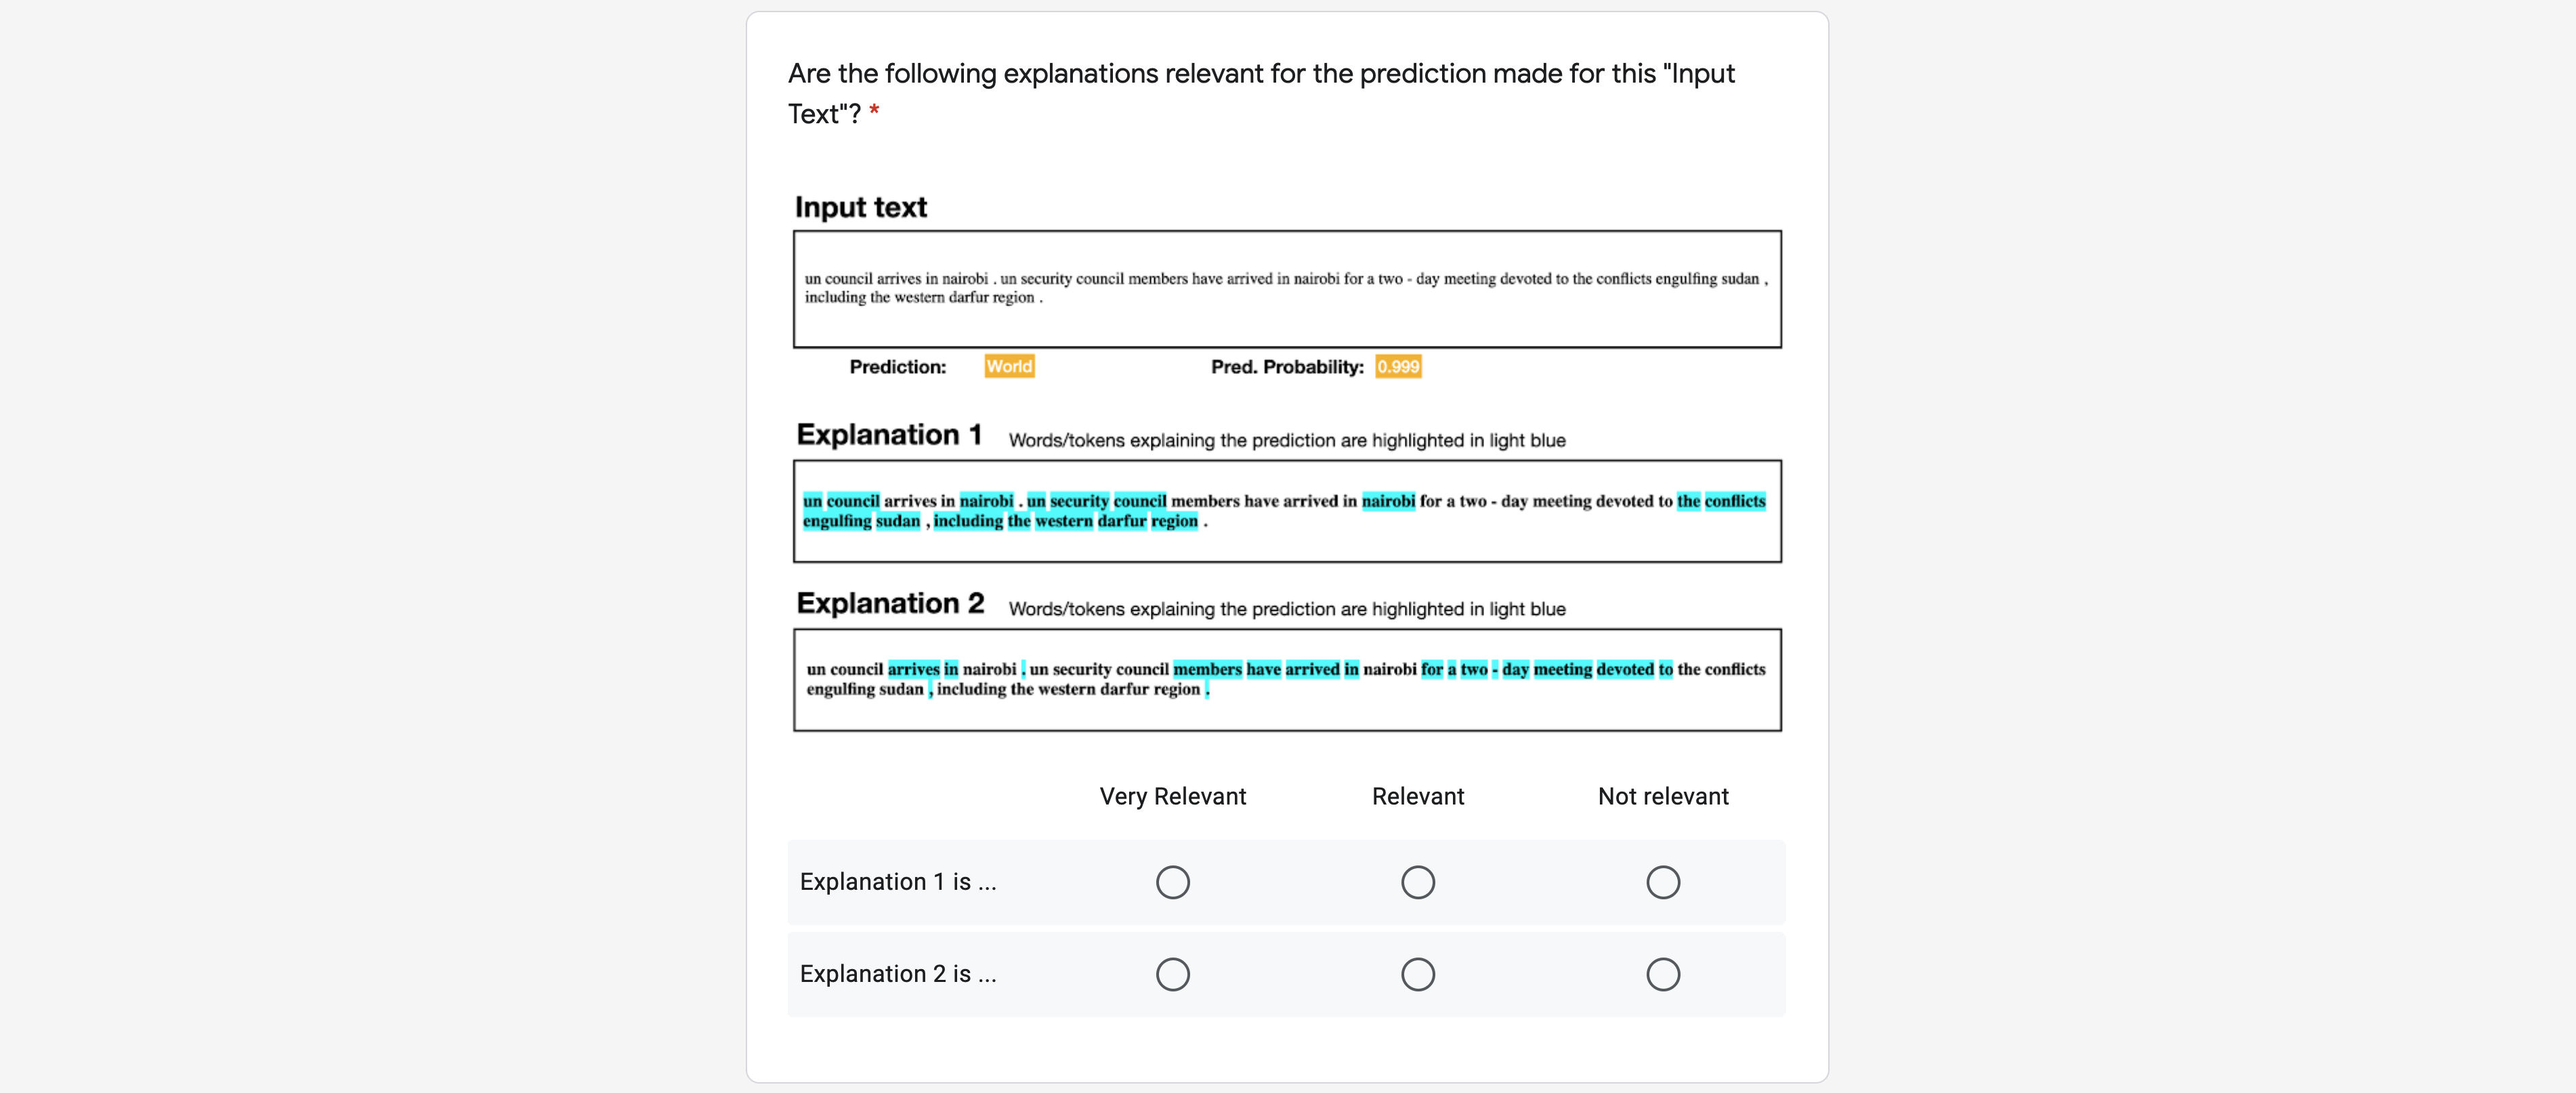 Are the following explanations relevant for the prediction made for this "Input
Text"? *
Input text
un council arrives in nairobi . un security council members have arrived in nairobi for a two - day meeting devoted to the conflicts engulfing sudan ,
including the western darfur region .
Prediction: World Pred. Probability: 0.999
Explanation 1 Words/tokens explaining the prediction are highlighted in light blue
un council arrives in nairobi . un security council members have arrived in nairobi for a two - day meeting devoted to the conflicts
engulfing sudan , including the western darfur region .
Explanation 2 Words/tokens explaining the prediction are highlighted in light blue
un council arrives in nairobi . un security council members have arrived in nairobi for a two - day meeting devoted to the conflicts
engulfing sudan , including the western darfur region .
Very Relevant Relevant Not relevant
Explanation 1 is ...
Explanation 2 is ...